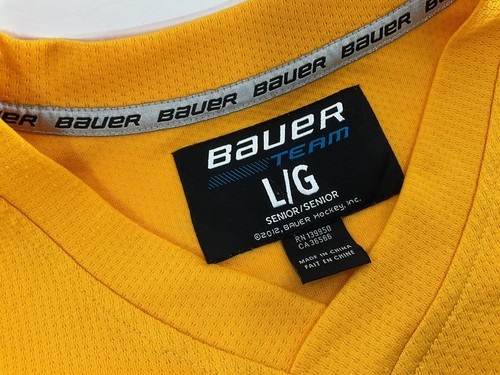 BAUER BAUER BAUER BAUER BAUER BAUER
BAUER
TEAM
L/G
SENIOR/SENIOR
©2012, BAUER Hockey, Inc.
RN 139950
CA 36566
MADE IN CHINA
FAIT EN CHINE